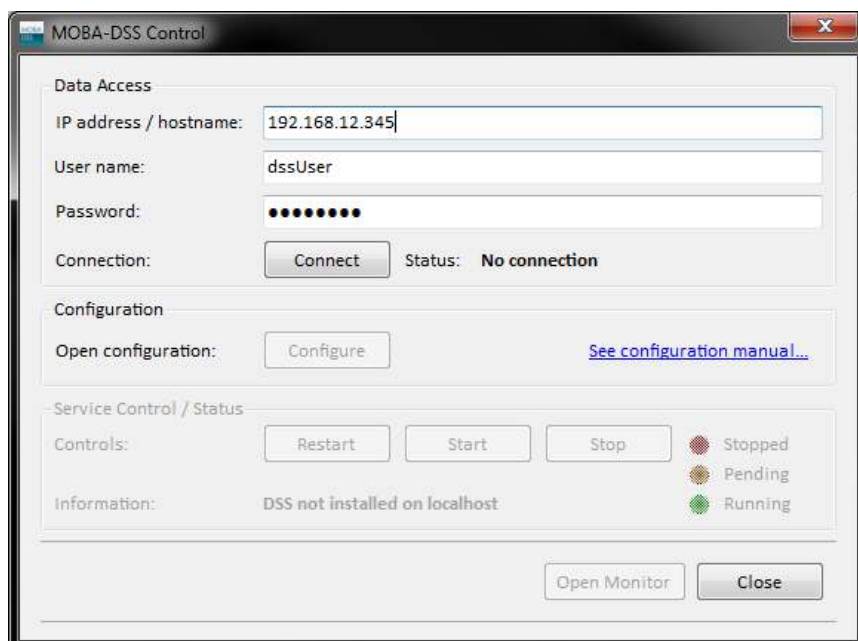 MOBA-DSS Control
Data Access
IP address / hostname: 192.168.12.345
User name: dssUser
Password: ●●●●●●●●
Connection: Connect Status: No connection
Configuration
Open configuration: Configure See configuration manual...
Service Control / Status
Controls: Restart Start Stop Stopped
Pending
Information: DSS not installed on localhost Running
Open Monitor Close